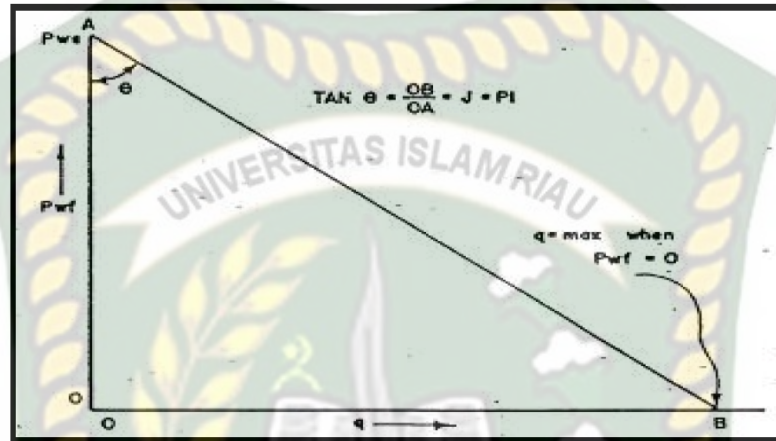 A
Pws
θ
TAN θ = OB/OA = J = PI
UNIVERSITAS ISLAM RIAU
Pwf
q=max when
Pwf = O
O
O
q
B